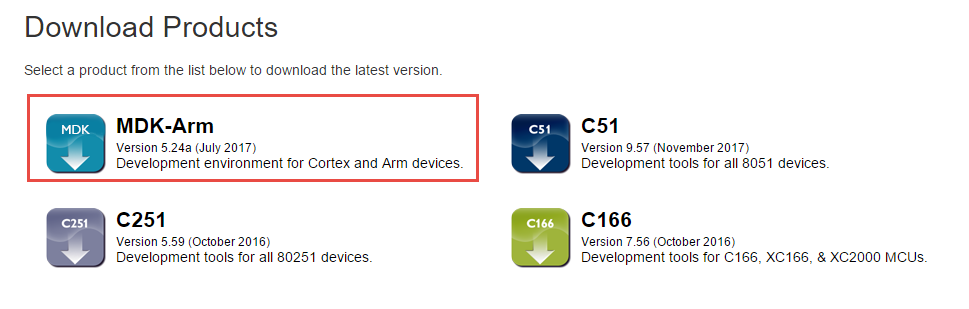 Download Products
Select a product from the list below to download the latest version.
MDK
MDK-Arm
Version 5.24a (July 2017)
Development environment for Cortex and Arm devices.
C51
C51
Version 9.57 (November 2017)
Development tools for all 8051 devices.
C251
C251
Version 5.59 (October 2016)
Development tools for all 80251 devices.
C166
C166
Version 7.56 (October 2016)
Development tools for C166, XC166, & XC2000 MCUs.